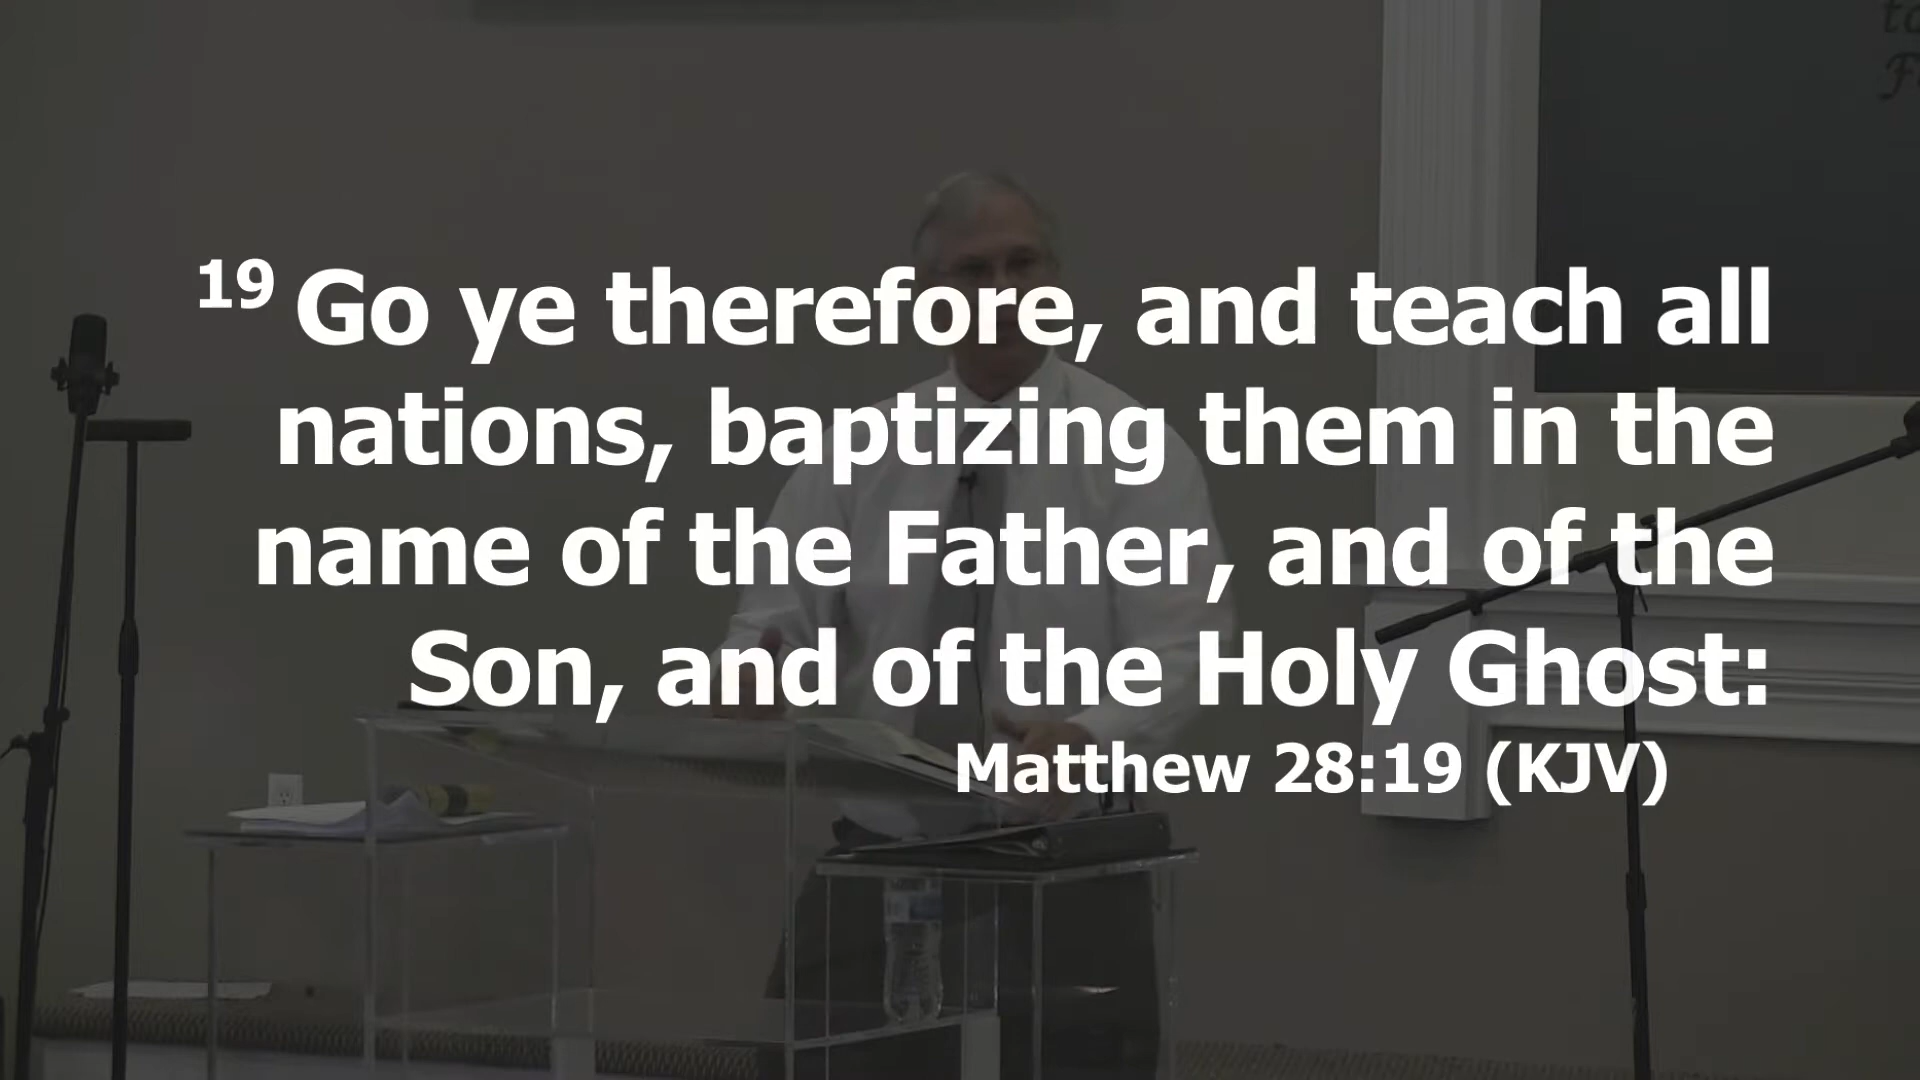 19 Go ye therefore, and teach all
nations, baptizing them in the
name of the Father, and of the
Son, and of the Holy Ghost:
Matthew 28:19 (KJV)